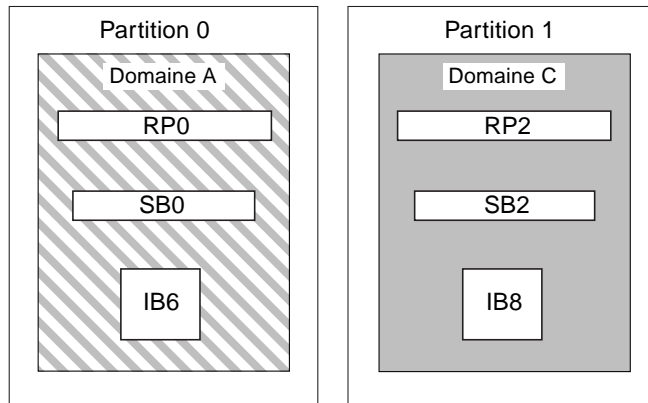 Partition 0
Domaine A
RP0
SB0
IB6
Partition 1
Domaine C
RP2
SB2
IB8